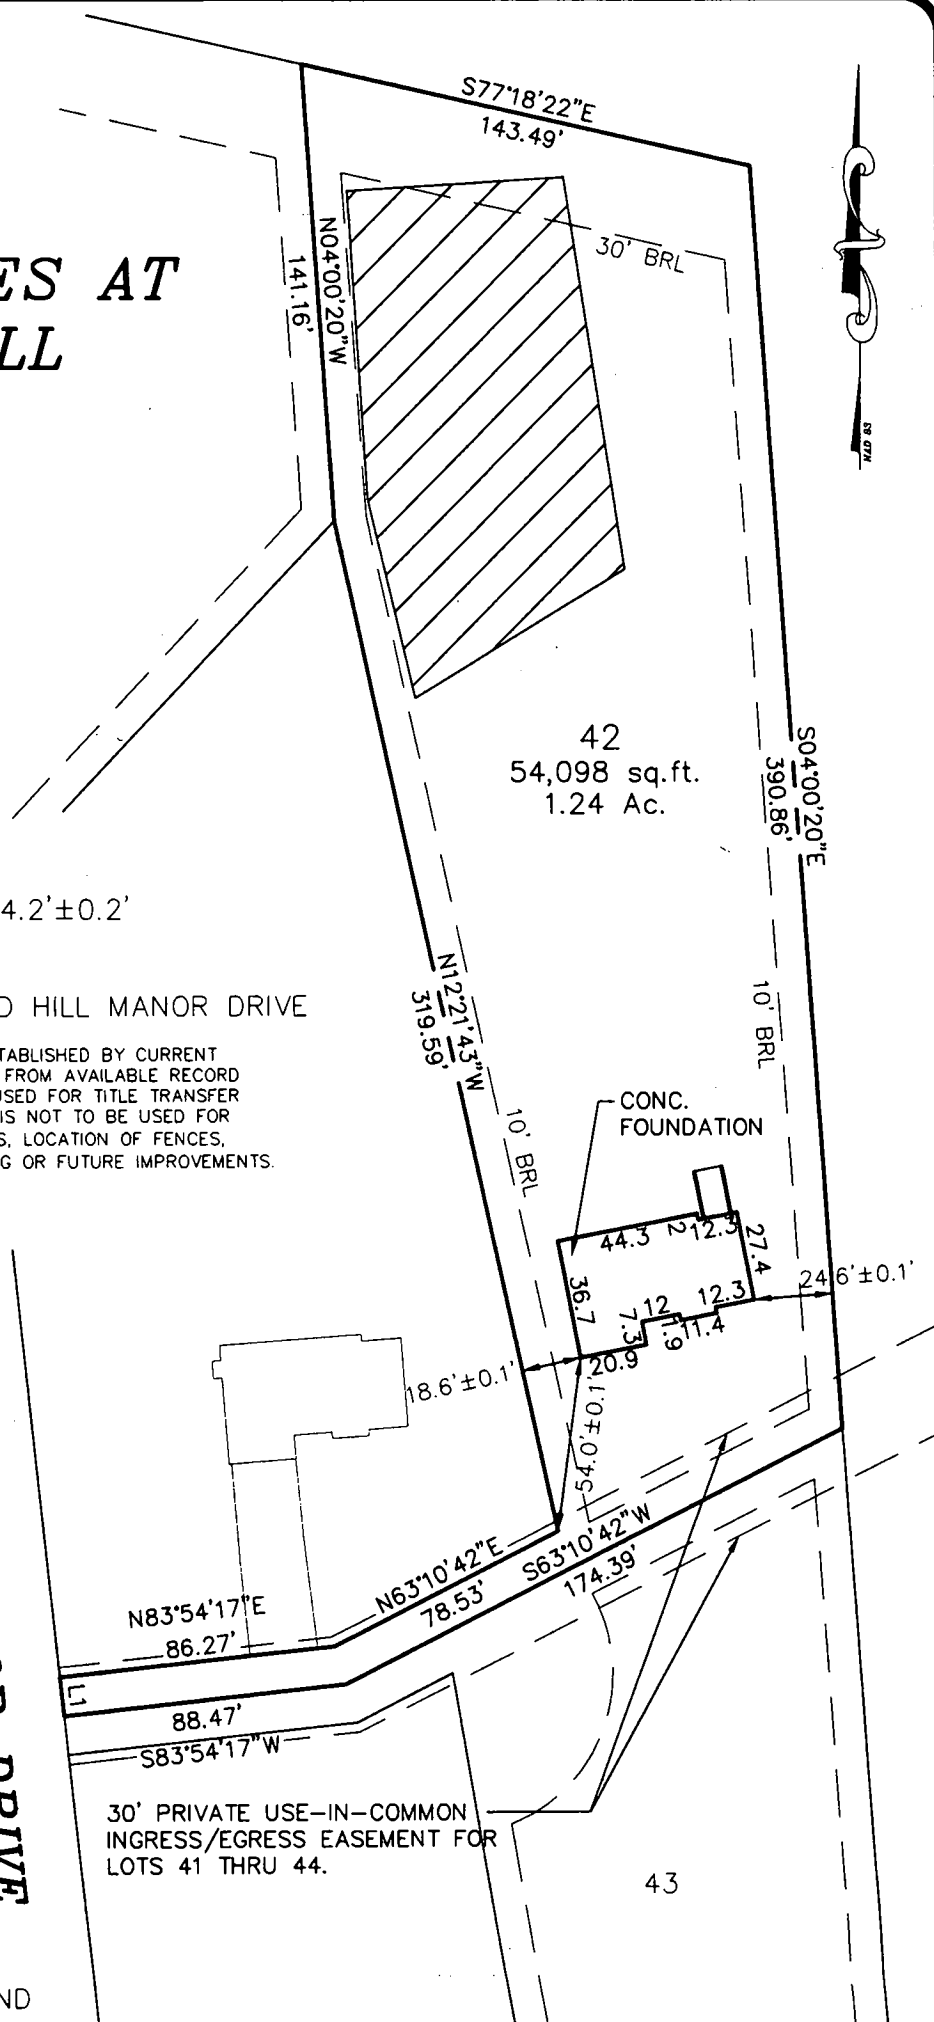 S77°18'22"E
143.49'
30' BRL
N04°00'20"W
141.16'
ES AT
LL
NAD 83
42
54,098 sq.ft.
1.24 Ac.
S04°00'20"E
390.86'
4.2'±0.2'
N12°21'43"W
319.59'
10' BRL
D HILL MANOR DRIVE
TABLISHED BY CURRENT
FROM AVAILABLE RECORD
USED FOR TITLE TRANSFER
IS NOT TO BE USED FOR
S, LOCATION OF FENCES,
G OR FUTURE IMPROVEMENTS.
10' BRL
CONC.
FOUNDATION
44.3
2
12.3
27.4
36.7
7.3
12
1.9
11.4
12.3
20.9
24.6'±0.1'
18.6'±0.1'
54.0'±0.1'
N63°10'42"E
78.53'
S63°10'42"W
174.39'
N83°54'17"E
86.27'
L1
88.47'
S83°54'17"W
30' PRIVATE USE-IN-COMMON
INGRESS/EGRESS EASEMENT FOR
LOTS 41 THRU 44.
43
DRIVE
ND